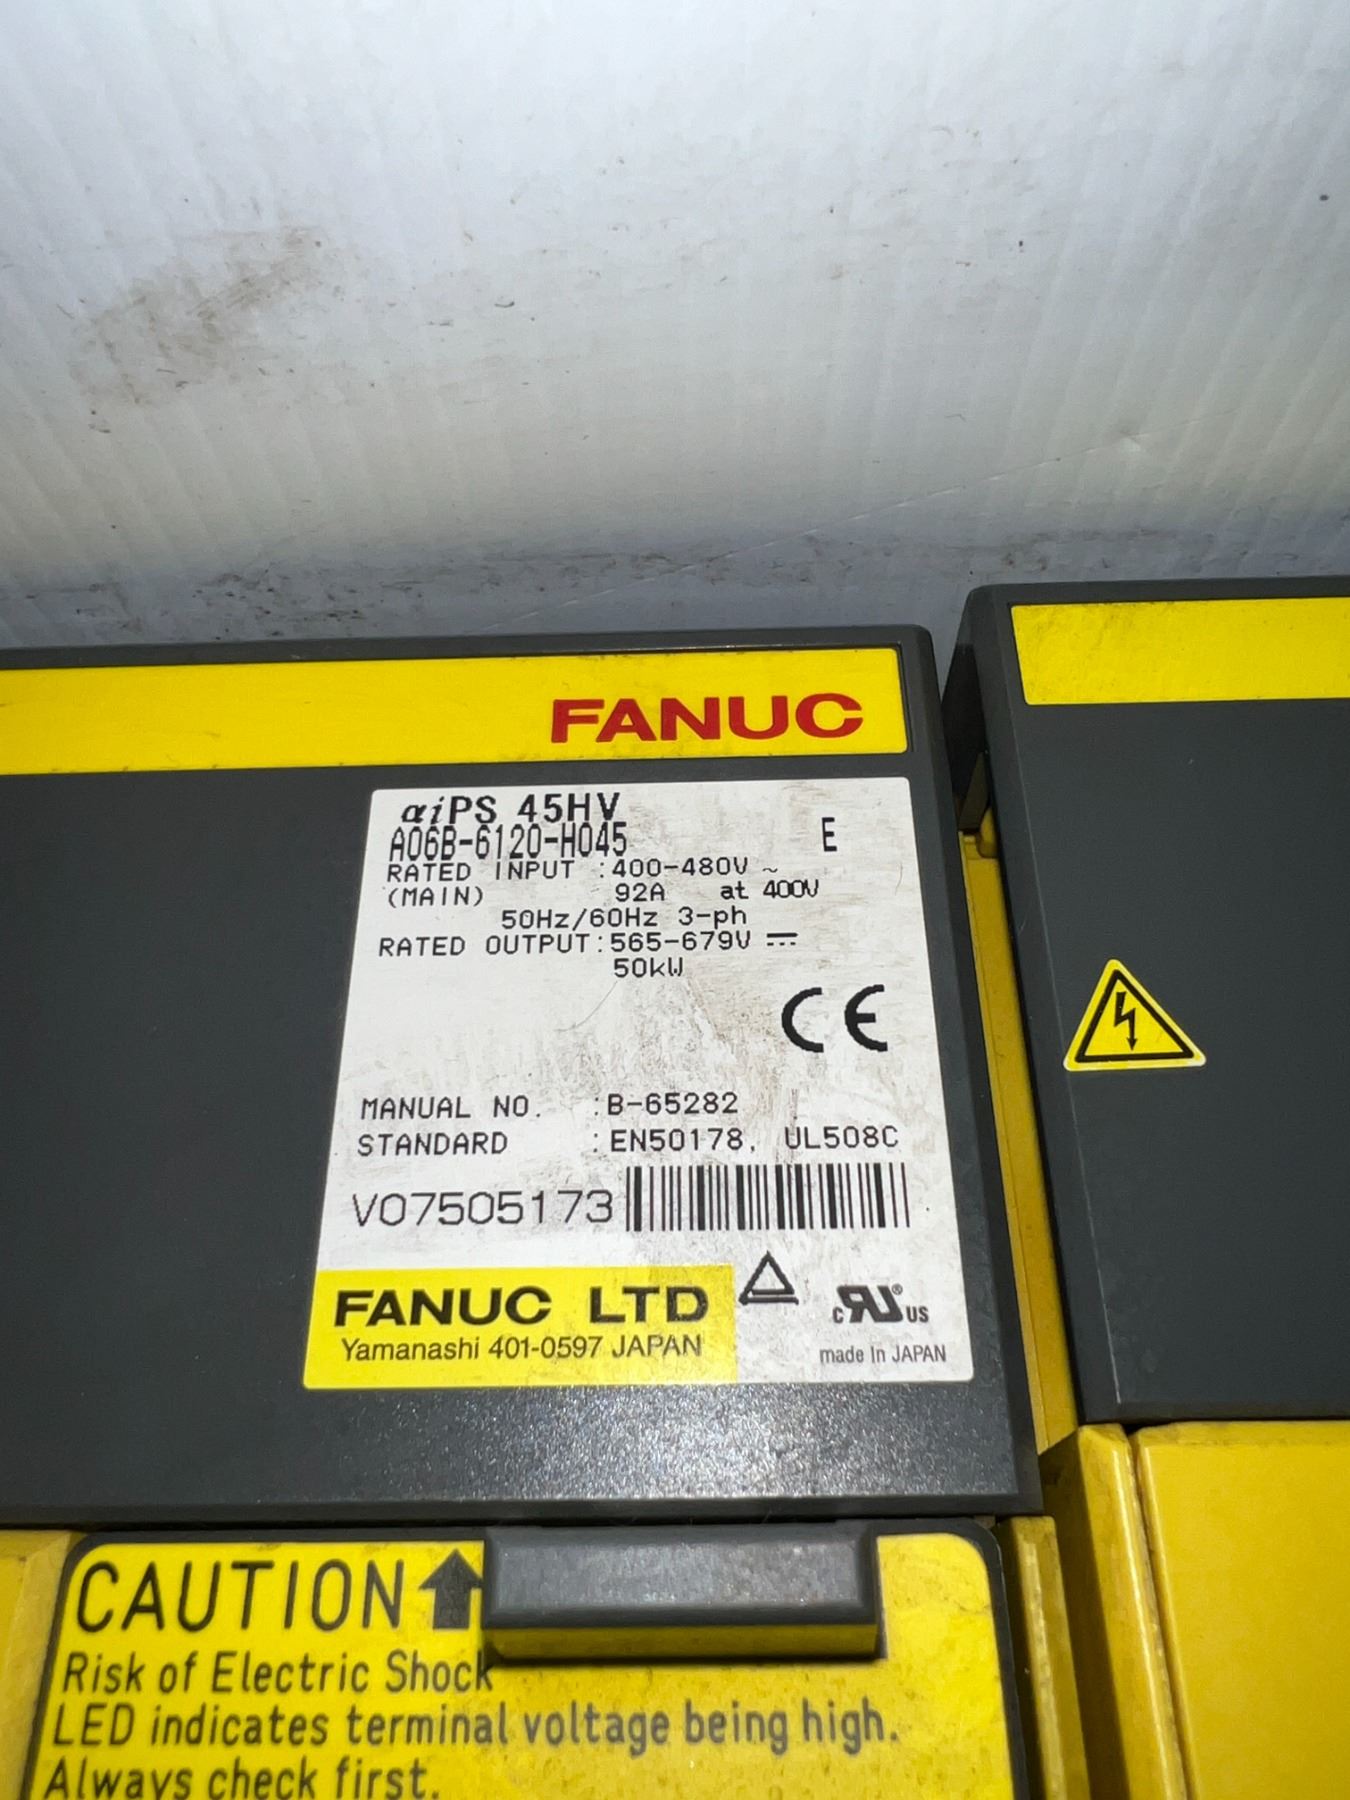 FANUC
αiPS 45HV
A06B-6120-H045 E
RATED INPUT :400-480V ~
(MAIN) 92A at 400V
50Hz/60Hz 3-ph
RATED OUTPUT:565-679V ⎓
50kW
CE
MANUAL NO. :B-65282
STANDARD :EN50178, UL508C
V07505173
FANUC LTD
Yamanashi 401-0597 JAPAN
c RU ® US
made in JAPAN
CAUTION
Risk of Electric Shock
LED indicates terminal voltage being high.
Always check first.